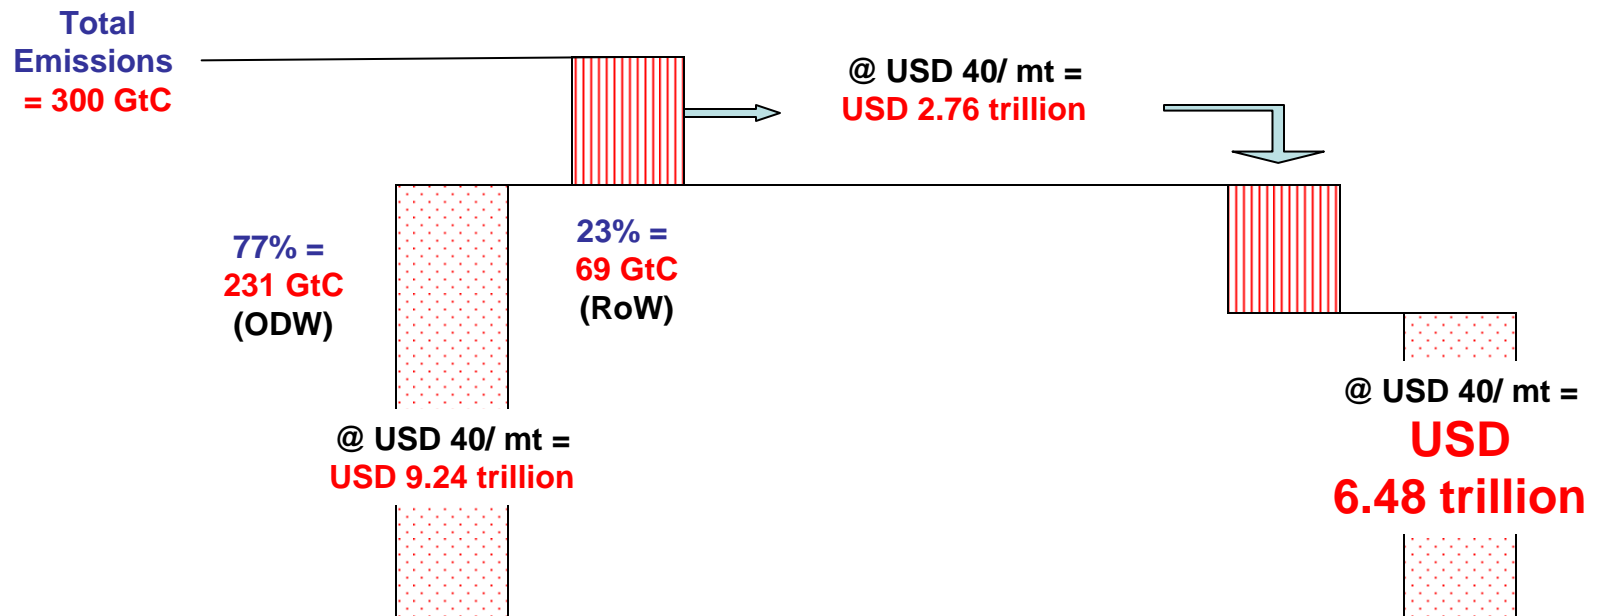 Total
Emissions
= 300 GtC
@ USD 40/ mt =
USD 2.76 trillion
77% =
231 GtC
(ODW)
23% =
69 GtC
(RoW)
@ USD 40/ mt =
USD 9.24 trillion
@ USD 40/ mt =
USD
6.48 trillion